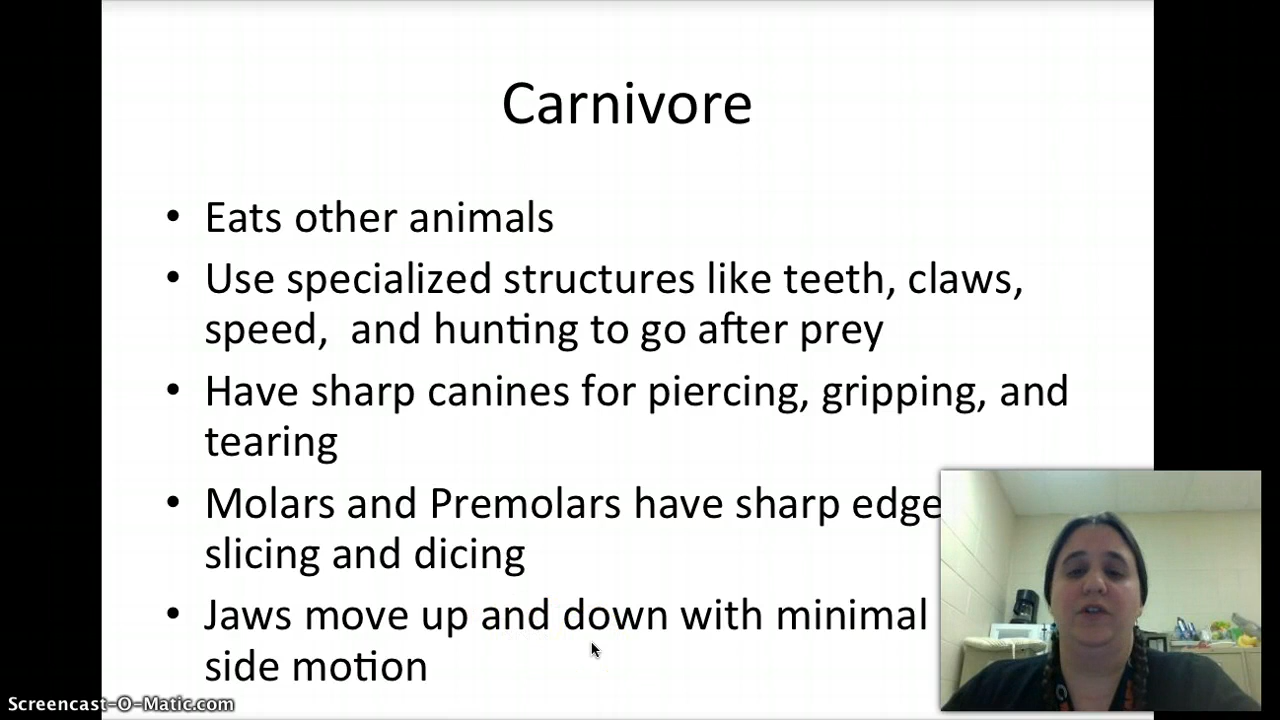 Carnivore
• Eats other animals
• Use specialized structures like teeth, claws,
speed,  and hunting to go after prey
• Have sharp canines for piercing, gripping, and
tearing
• Molars and Premolars have sharp edge
slicing and dicing
• Jaws move up and down with minimal
side motion
Screencast-O-Matic.com